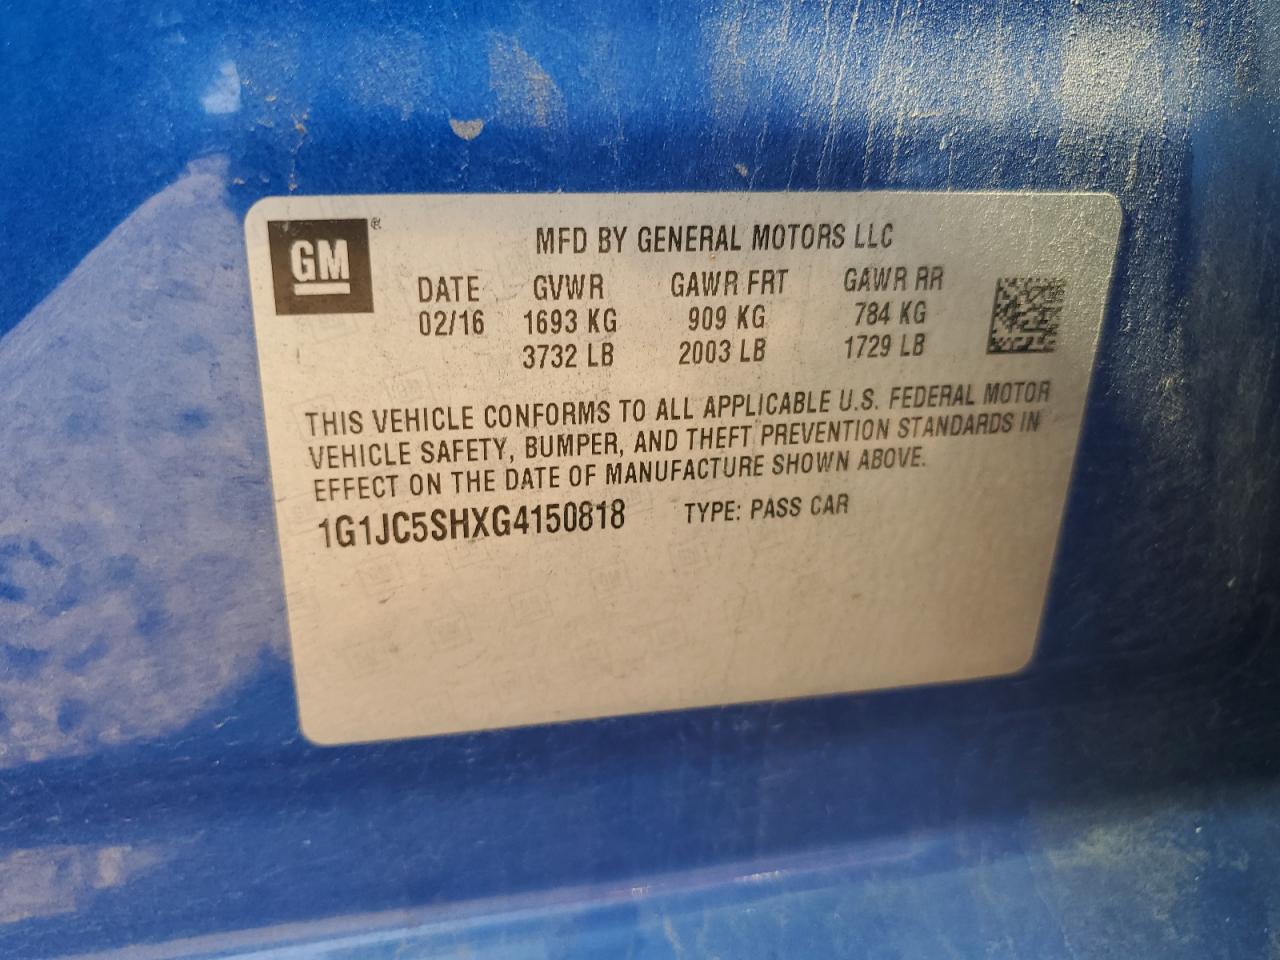 GM ®
MFD BY GENERAL MOTORS LLC
DATE GVWR GAWR FRT GAWR RR
02/16 1693 KG 909 KG 784 KG
3732 LB 2003 LB 1729 LB
THIS VEHICLE CONFORMS TO ALL APPLICABLE U.S. FEDERAL MOTOR
VEHICLE SAFETY, BUMPER, AND THEFT PREVENTION STANDARDS IN
EFFECT ON THE DATE OF MANUFACTURE SHOWN ABOVE.
1G1JC5SHXG4150818 TYPE: PASS CAR